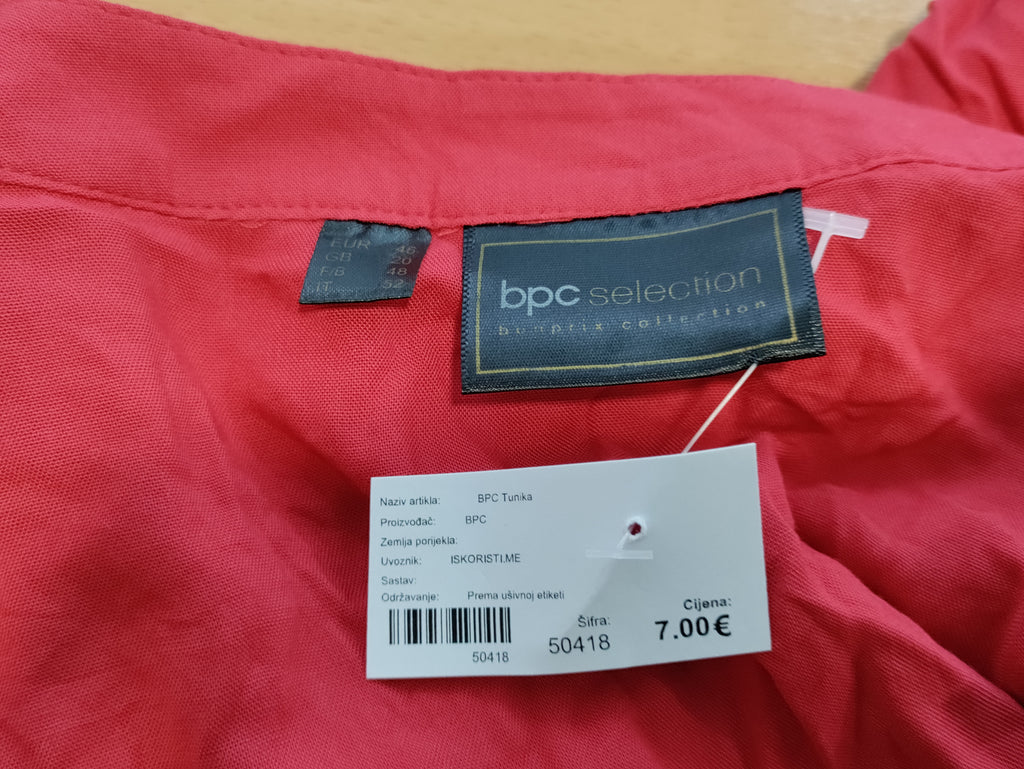 EUR 46
GB 20
F/B 48
IT 52
bpc selection
bonprix collection
Naziv artikla: BPC Tunika
Proizvođač: BPC
Zemlja porijekla:
Uvoznik: ISKORISTI.ME
Sastav:
Održavanje: Prema ušivnoj etiketi
50418
Šifra:
50418
Cijena:
7.00€